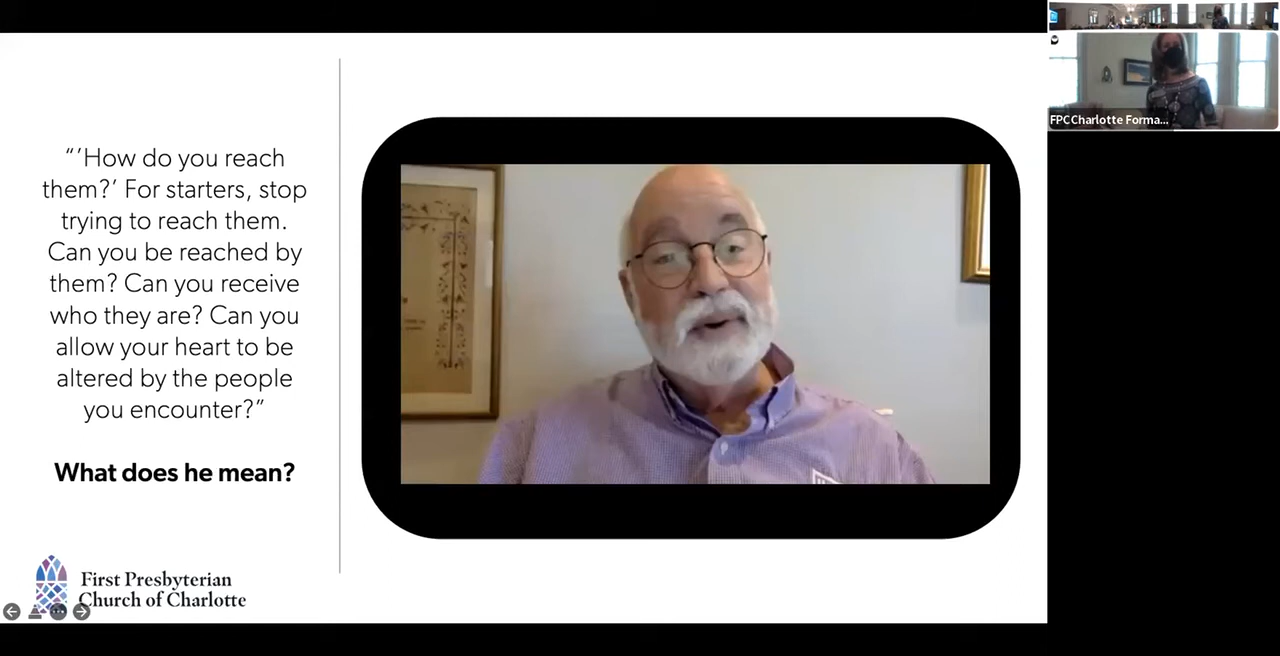 “’How do you reach
them?’ For starters, stop
trying to reach them.
Can you be reached by
them? Can you receive
who they are? Can you
allow your heart to be
altered by the people
you encounter?”
What does he mean?
First Presbyterian
Church of Charlotte
FPCCharlotte Forma...